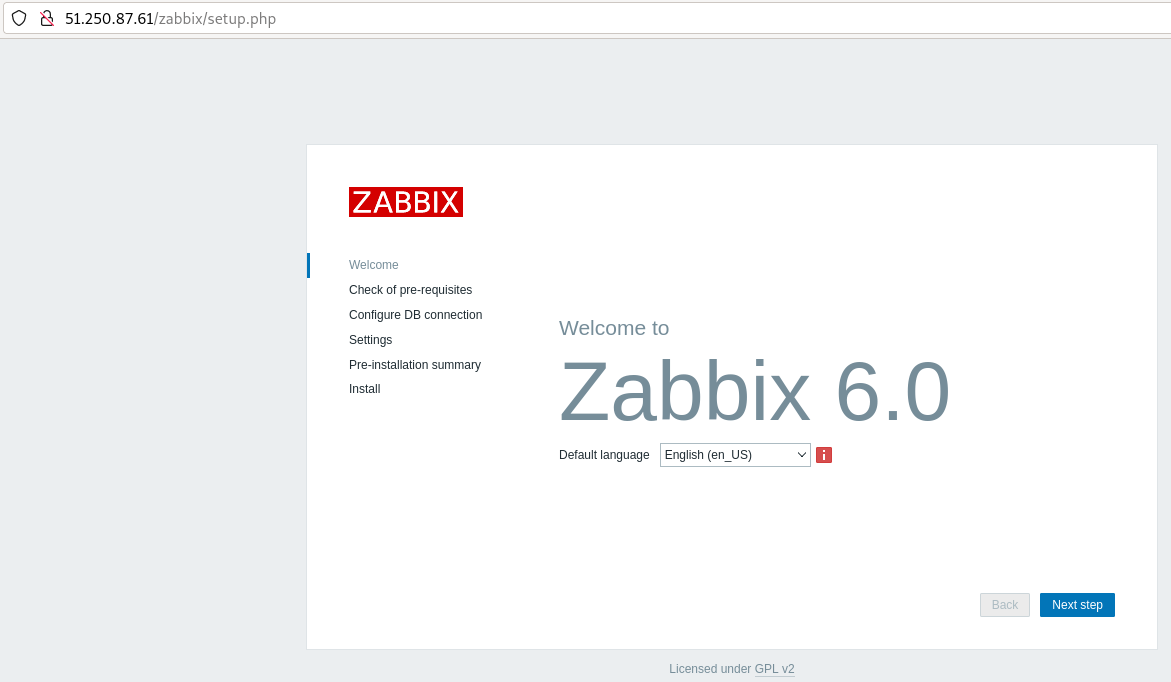 51.250.87.61/zabbix/setup.php
ZABBIX
Welcome
Check of pre-requisites
Configure DB connection
Settings
Pre-installation summary
Install
Welcome to
Zabbix 6.0
Default language English (en_US) i
Back Next step
Licensed under GPL v2